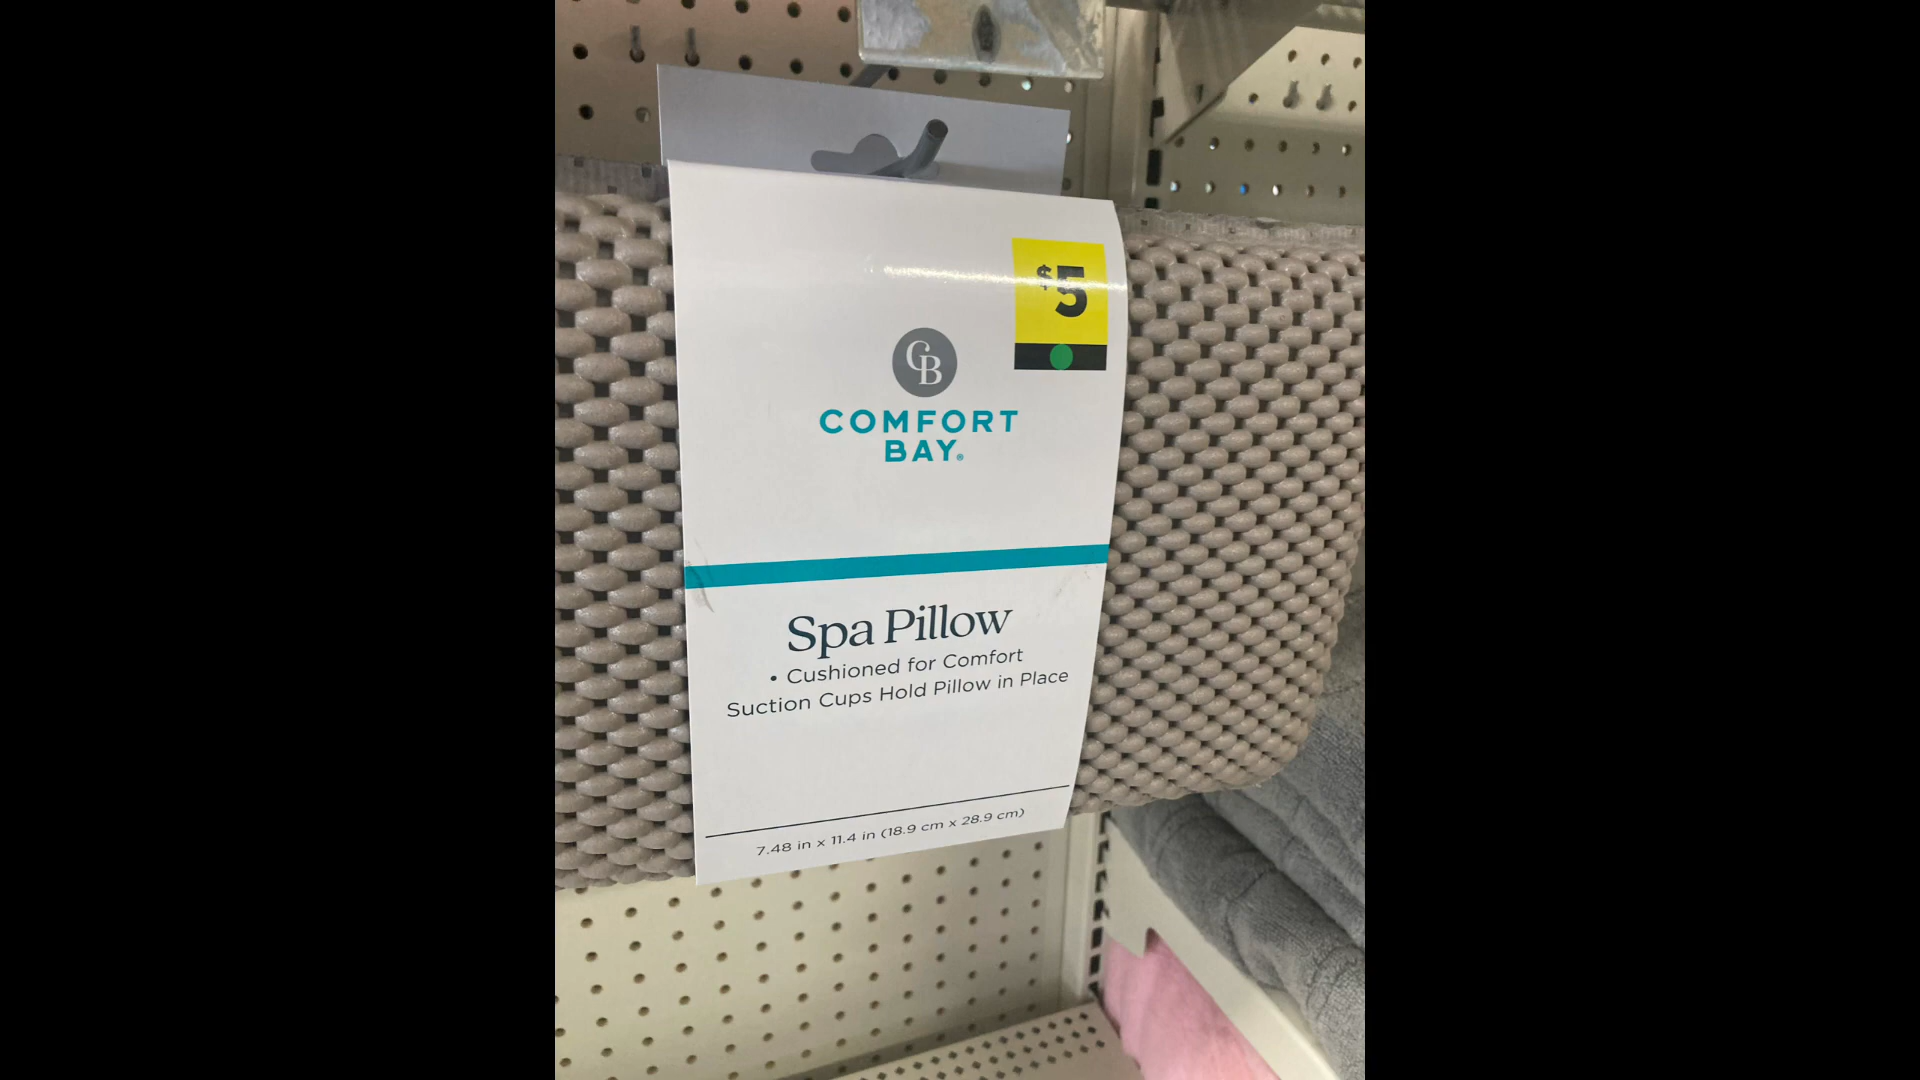 $5
CB
COMFORT
BAY®
Spa Pillow
• Cushioned for Comfort
Suction Cups Hold Pillow in Place
7.48 in x 11.4 in (18.9 cm x 28.9 cm)